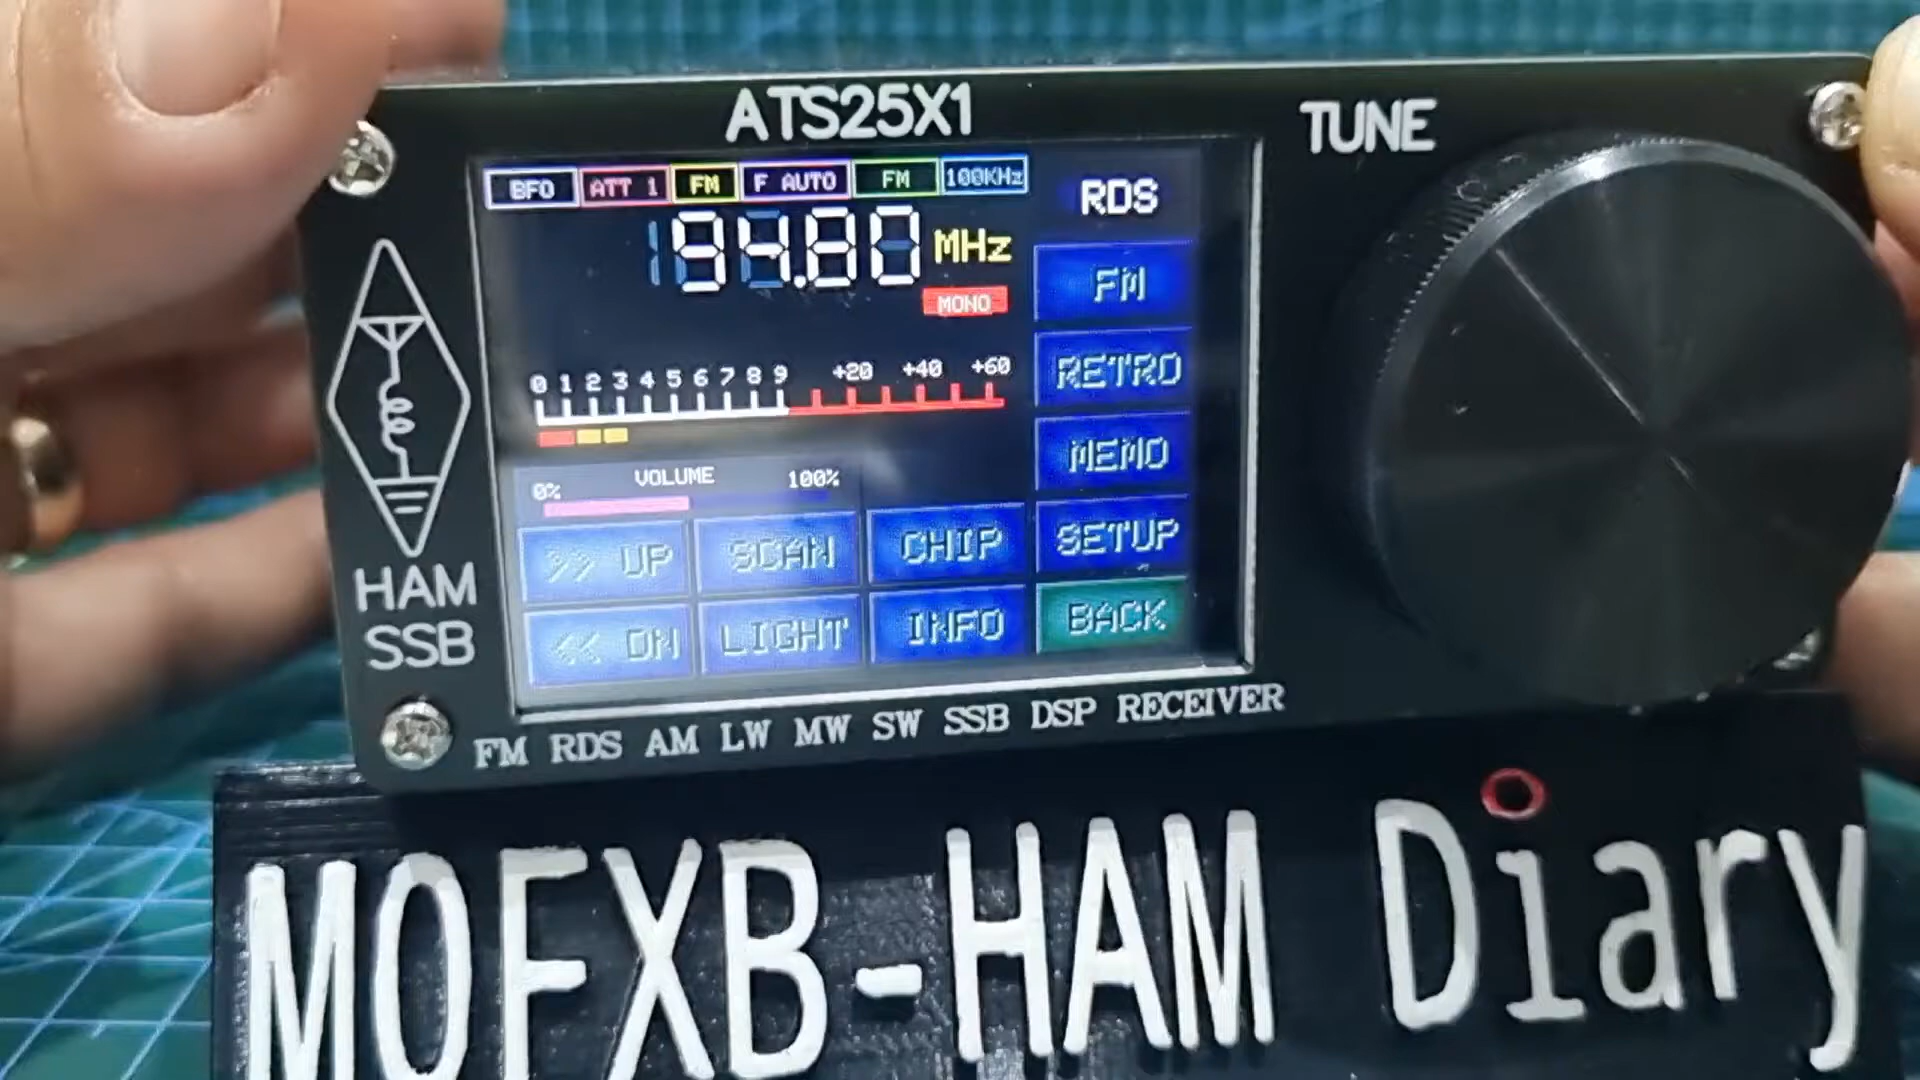 ATS25X1
TUNE
BFO ATT 1 FM F AUTO FM 100KHz
94.80 MHz
MONO
0 1 2 3 4 5 6 7 8 9 +20 +40 +60
0% VOLUME 100%
>> UP SCAN CHIP
<< DN LIGHT INFO
RDS
FM
RETRO
MEMO
SETUP
BACK
HAM
SSB
FM RDS AM LW MW SW SSB DSP RECEIVER
M0FXB-HAM Diary